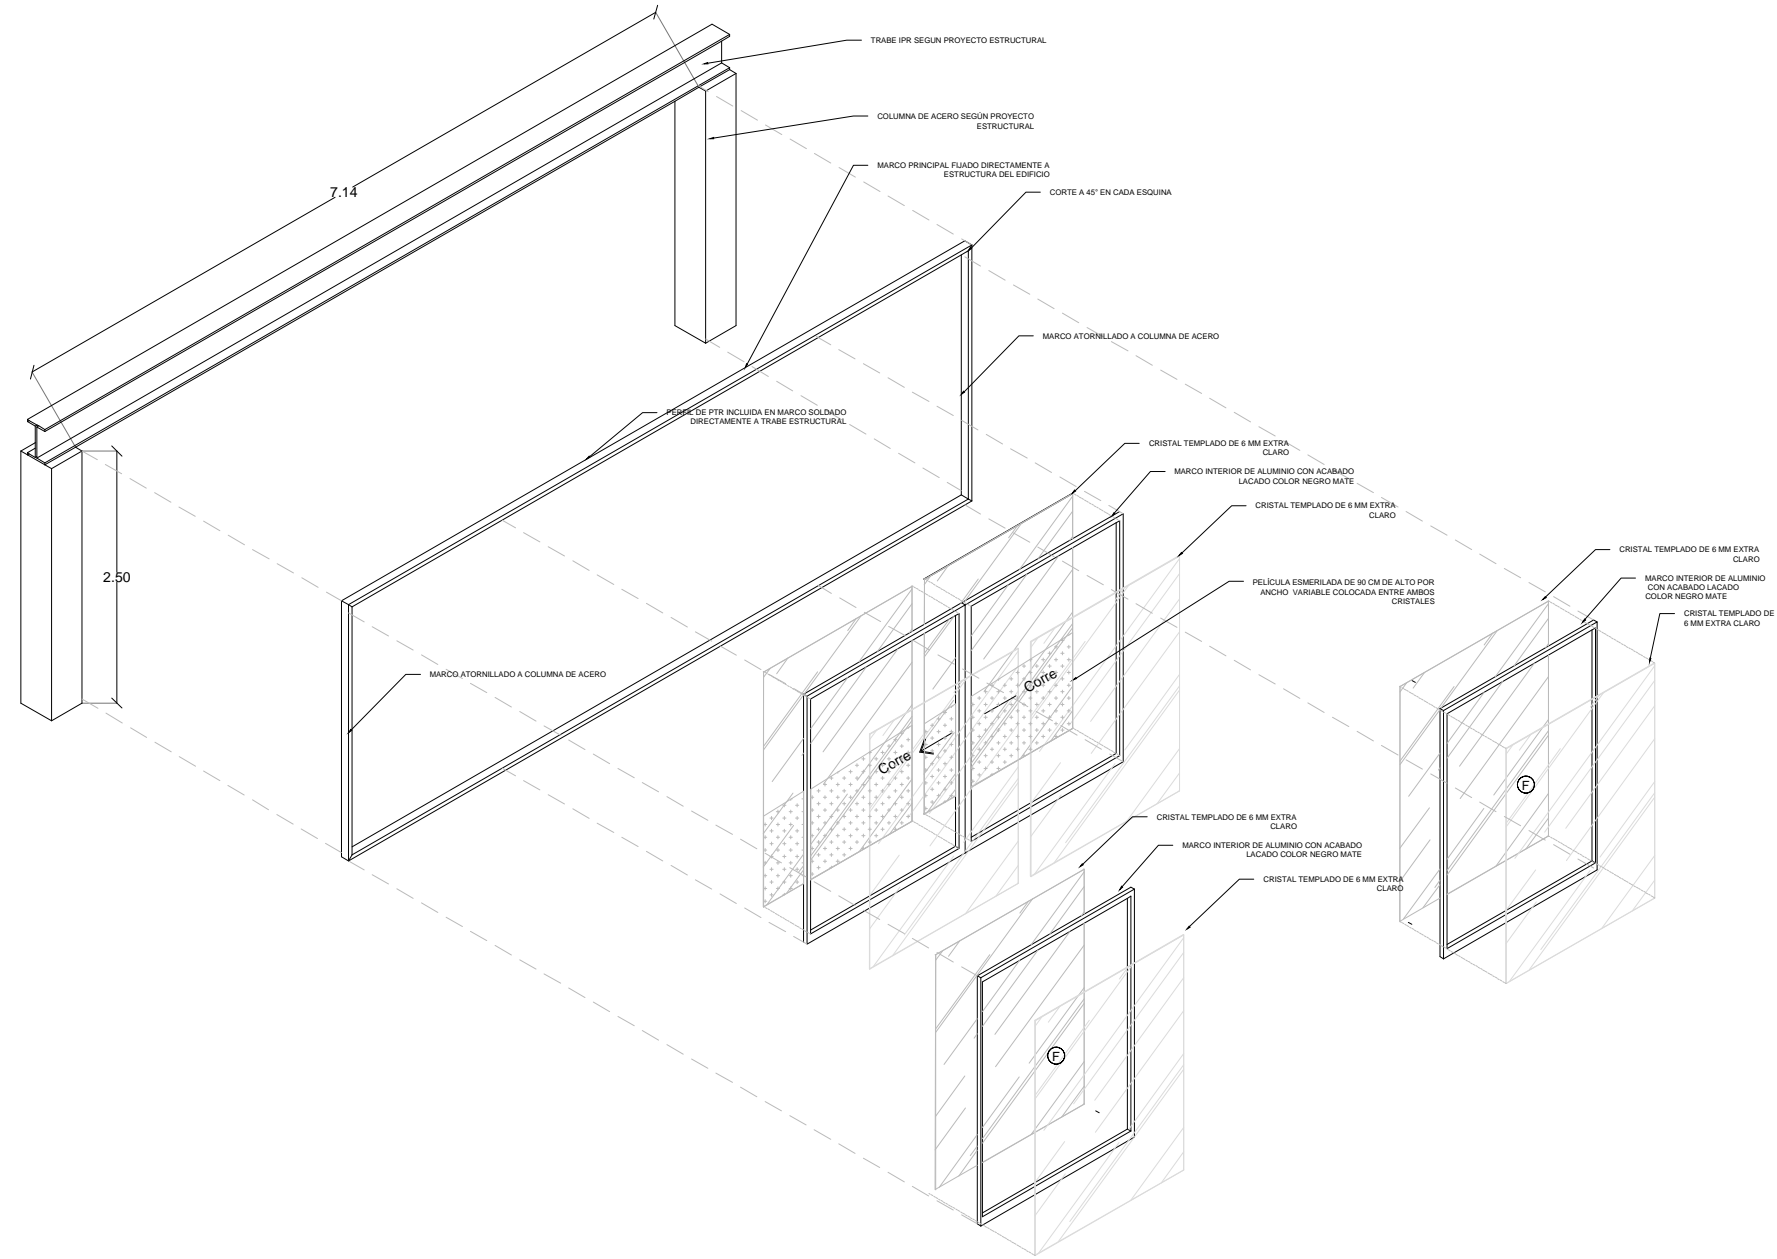 TRABE IPR SEGUN PROYECTO ESTRUCTURAL
COLUMNA DE ACERO SEGÚN PROYECTO
ESTRUCTURAL
MARCO PRINCIPAL FIJADO DIRECTAMENTE A
ESTRUCTURA DEL EDIFICIO
CORTE A 45° EN CADA ESQUINA
7.14
MARCO ATORNILLADO A COLUMNA DE ACERO
PERFIL DE PTR INCLUIDA EN MARCO SOLDADO
DIRECTAMENTE A TRABE ESTRUCTURAL
CRISTAL TEMPLADO DE 6 MM EXTRA
CLARO
MARCO INTERIOR DE ALUMINIO CON ACABADO
LACADO COLOR NEGRO MATE
CRISTAL TEMPLADO DE 6 MM EXTRA
CLARO
CRISTAL TEMPLADO DE 6 MM EXTRA
CLARO
MARCO INTERIOR DE ALUMINIO
CON ACABADO LACADO
COLOR NEGRO MATE
CRISTAL TEMPLADO DE
6 MM EXTRA CLARO
2.50
PELÍCULA ESMERILADA DE 90 CM DE ALTO POR
ANCHO VARIABLE COLOCADA ENTRE AMBOS
CRISTALES
MARCO ATORNILLADO A COLUMNA DE ACERO
Corre
Corre
F
CRISTAL TEMPLADO DE 6 MM EXTRA
CLARO
MARCO INTERIOR DE ALUMINIO CON ACABADO
LACADO COLOR NEGRO MATE
CRISTAL TEMPLADO DE 6 MM EXTRA
CLARO
F